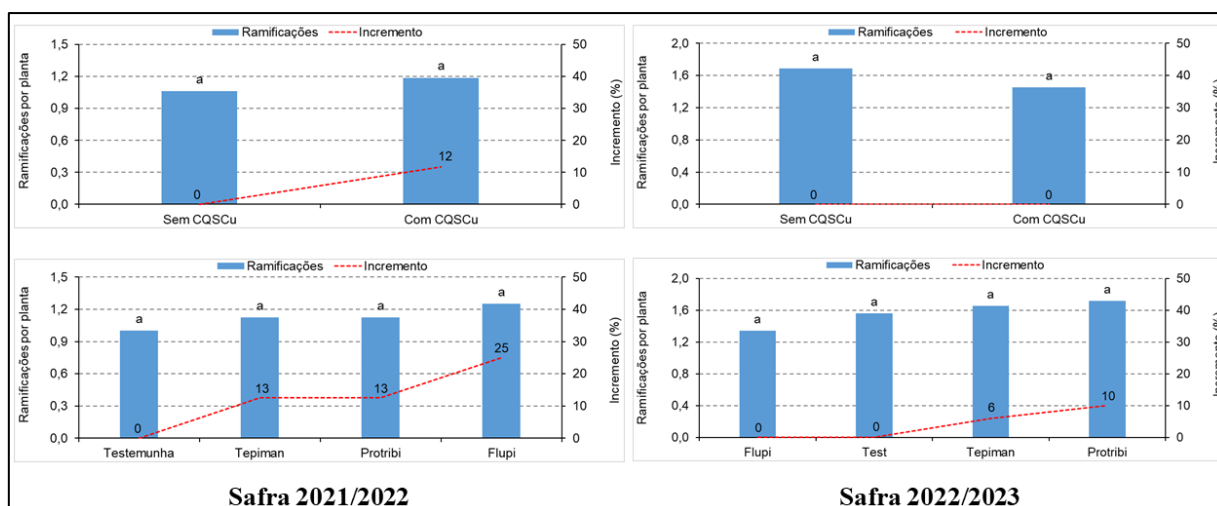 Ramificações Incremento
Ramificações por planta
1,5
1,2
0,9
0,6
0,3
0,0
a a
0 12
50
40
30
20
10
0
Incremento (%)
Sem CQSCu Com CQSCu
Ramificações Incremento
Ramificações por planta
2,0
1,6
1,2
0,8
0,4
0,0
a a
0 0
50
40
30
20
10
0
Incremento (%)
Sem CQSCu Com CQSCu
Ramificações Incremento
Ramificações por planta
1,5
1,2
0,9
0,6
0,3
0,0
a a a a
0 13 13 25
50
40
30
20
10
0
Incremento (%)
Testemunha Tepiman Protribi Flupi
Ramificações Incremento
Ramificações por planta
2,0
1,6
1,2
0,8
0,4
0,0
a a a a
0 0 6 10
50
40
30
20
10
0
Incremento (%)
Flupi Test Tepiman Protribi
Safra 2021/2022 Safra 2022/2023